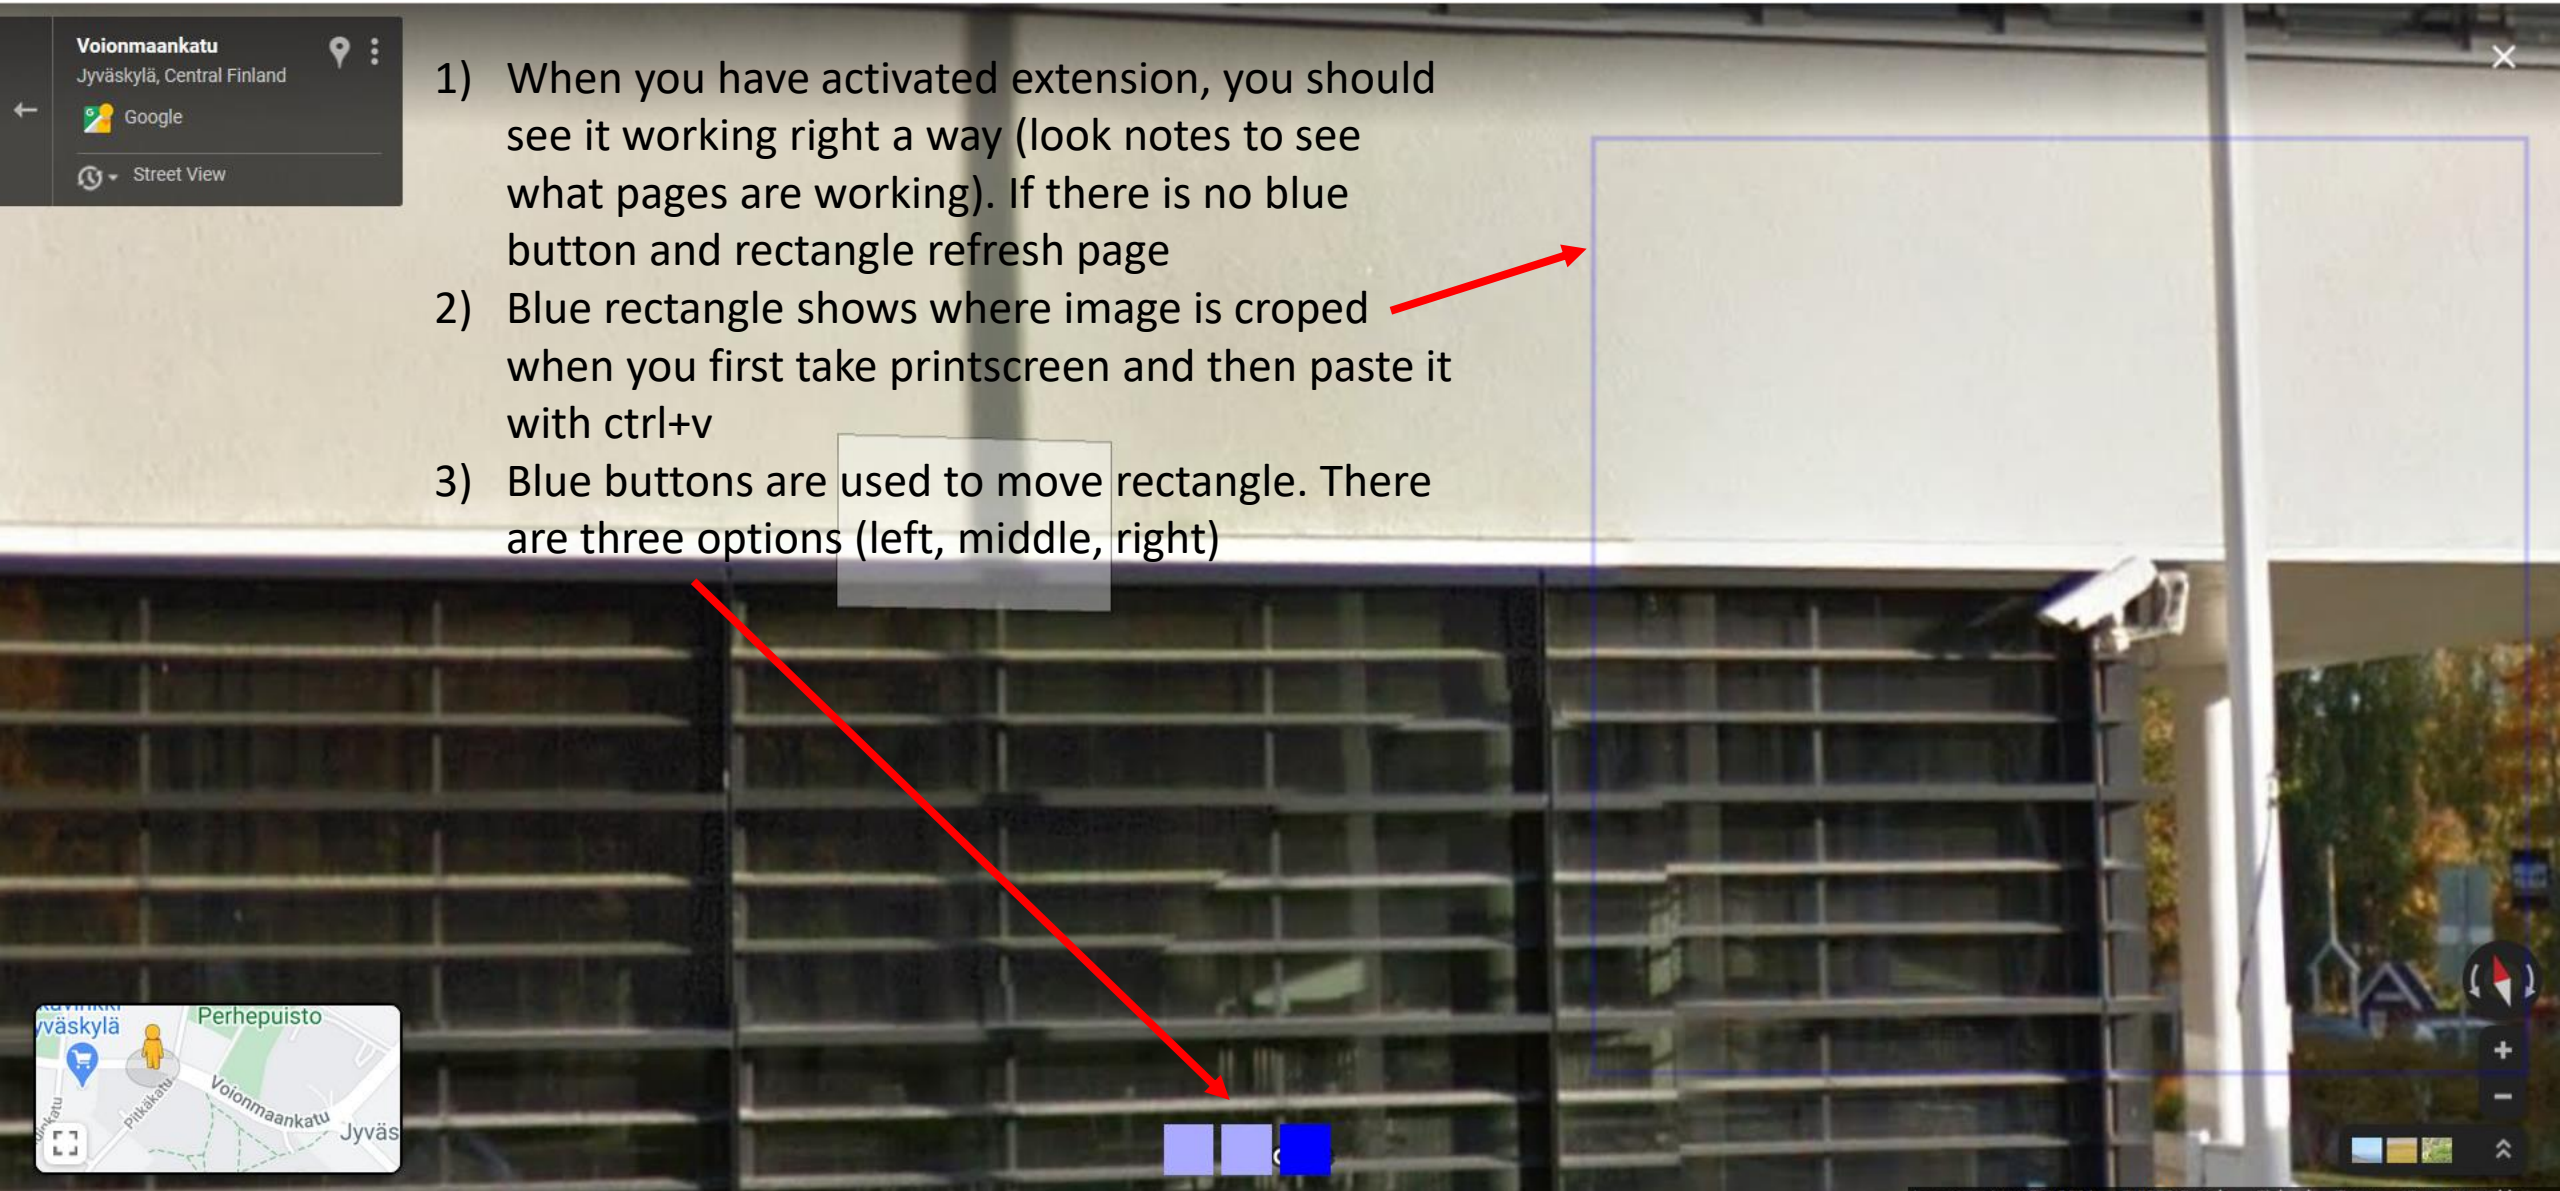 Voionmaankatu
Jyväskylä, Central Finland
Google
Street View
1) When you have activated extension, you should
see it working right a way (look notes to see
what pages are working). If there is no blue
button and rectangle refresh page
2) Blue rectangle shows where image is croped
when you first take printscreen and then paste it
with ctrl+v
3) Blue buttons are used to move rectangle. There
are three options (left, middle, right)
Perhepuisto
yväskylä
Pitkäkatu
Voionmaankatu
Jyväs